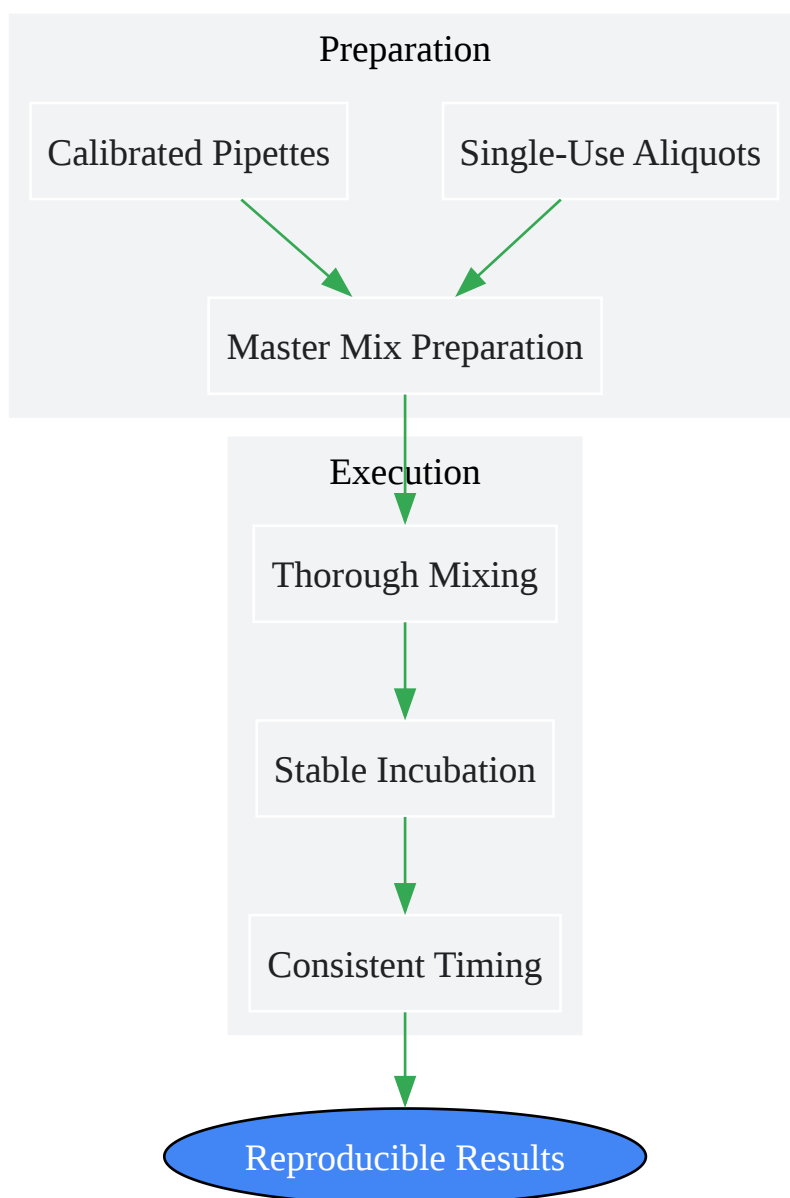 Preparation
Calibrated Pipettes
Single-Use Aliquots
Master Mix Preparation
Execution
Thorough Mixing
Stable Incubation
Consistent Timing
Reproducible Results